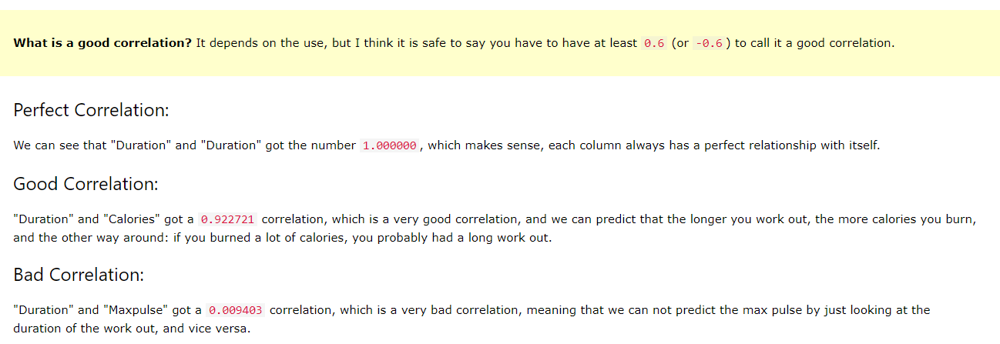 What is a good correlation? It depends on the use, but I think it is safe to say you have to have at least 0.6 (or -0.6) to call it a good correlation.
Perfect Correlation:
We can see that "Duration" and "Duration" got the number 1.000000, which makes sense, each column always has a perfect relationship with itself.
Good Correlation:
"Duration" and "Calories" got a 0.922721 correlation, which is a very good correlation, and we can predict that the longer you work out, the more calories you burn,
and the other way around: if you burned a lot of calories, you probably had a long work out.
Bad Correlation:
"Duration" and "Maxpulse" got a 0.009403 correlation, which is a very bad correlation, meaning that we can not predict the max pulse by just looking at the
duration of the work out, and vice versa.